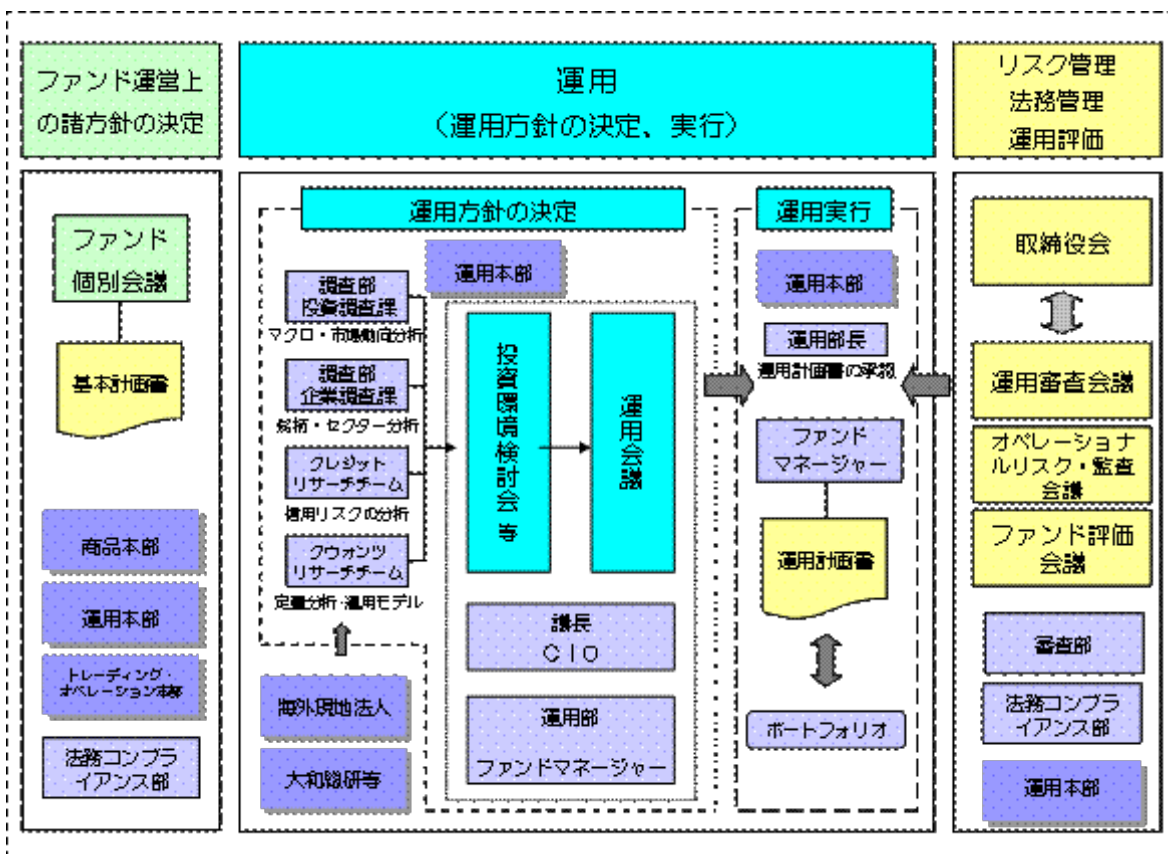 ファンド運営上
の諸方針の決定
運用
（運用方針の決定、実行）
リスク管理
法務管理
運用評価
ファンド
個別会議
基本計画書
商品本部
運用本部
トレーディング・
オペレーション本部
法務コンプラ
イアンス部
運用方針の決定
運用本部
調査部
投資調査課
マクロ・市場動向分析
調査部
企業調査課
銘柄・セクター分析
クレジット
リサーチチーム
信用リスクの分析
クウォンツ
リサーチチーム
定量分析・運用モデル
海外現地法人
大和総研等
投資環境検討会 等
運用会議
議長
ＣＩＯ
運用部
ファンドマネージャー
運用実行
運用本部
運用部長
運用計画書の承認
ファンド
マネージャー
運用計画書
ポートフォリオ
取締役会
運用審査会議
オペレーショナ
ルリスク・監査
会議
ファンド評価
会議
審査部
法務コンプラ
イアンス部
運用本部